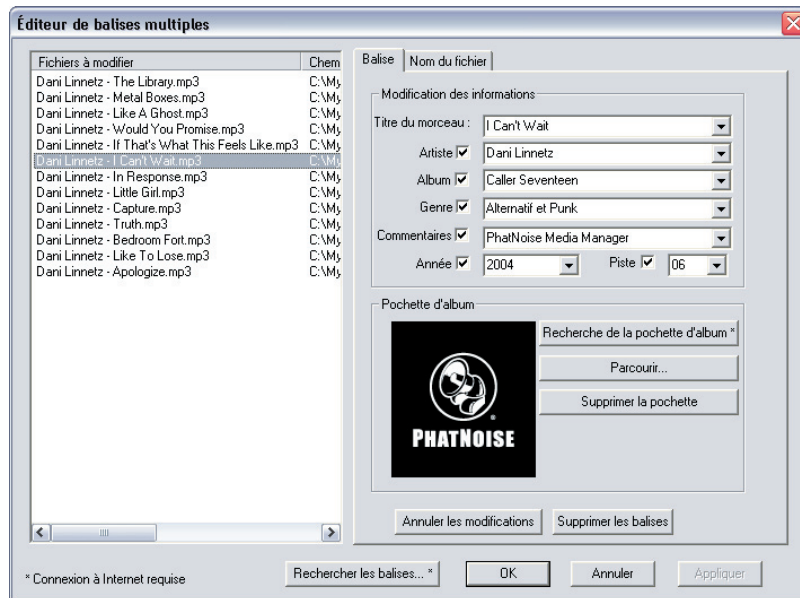 Éditeur de balises multiples
Fichiers à modifier
Chem
Dani Linnetz - The Library.mp3 C:\My
Dani Linnetz - Metal Boxes.mp3 C:\My
Dani Linnetz - Like A Ghost.mp3 C:\My
Dani Linnetz - Would You Promise.mp3 C:\My
Dani Linnetz - If That's What This Feels Like.mp3 C:\My
Dani Linnetz - I Can't Wait.mp3 C:\My
Dani Linnetz - In Response.mp3 C:\My
Dani Linnetz - Little Girl.mp3 C:\My
Dani Linnetz - Capture.mp3 C:\My
Dani Linnetz - Truth.mp3 C:\My
Dani Linnetz - Bedroom Fort.mp3 C:\My
Dani Linnetz - Like To Lose.mp3 C:\My
Dani Linnetz - Apologize.mp3 C:\My
Balise
Nom du fichier
Modification des informations
Titre du morceau : I Can't Wait
Artiste Dani Linnetz
Album Caller Seventeen
Genre Alternatif et Punk
Commentaires PhatNoise Media Manager
Année 2004 Piste 06
Pochette d'album
PHATNOISE ®
Recherche de la pochette d'album *
Parcourir...
Supprimer la pochette
Annuler les modifications
Supprimer les balises
* Connexion à Internet requise
Rechercher les balises... *
OK
Annuler
Appliquer